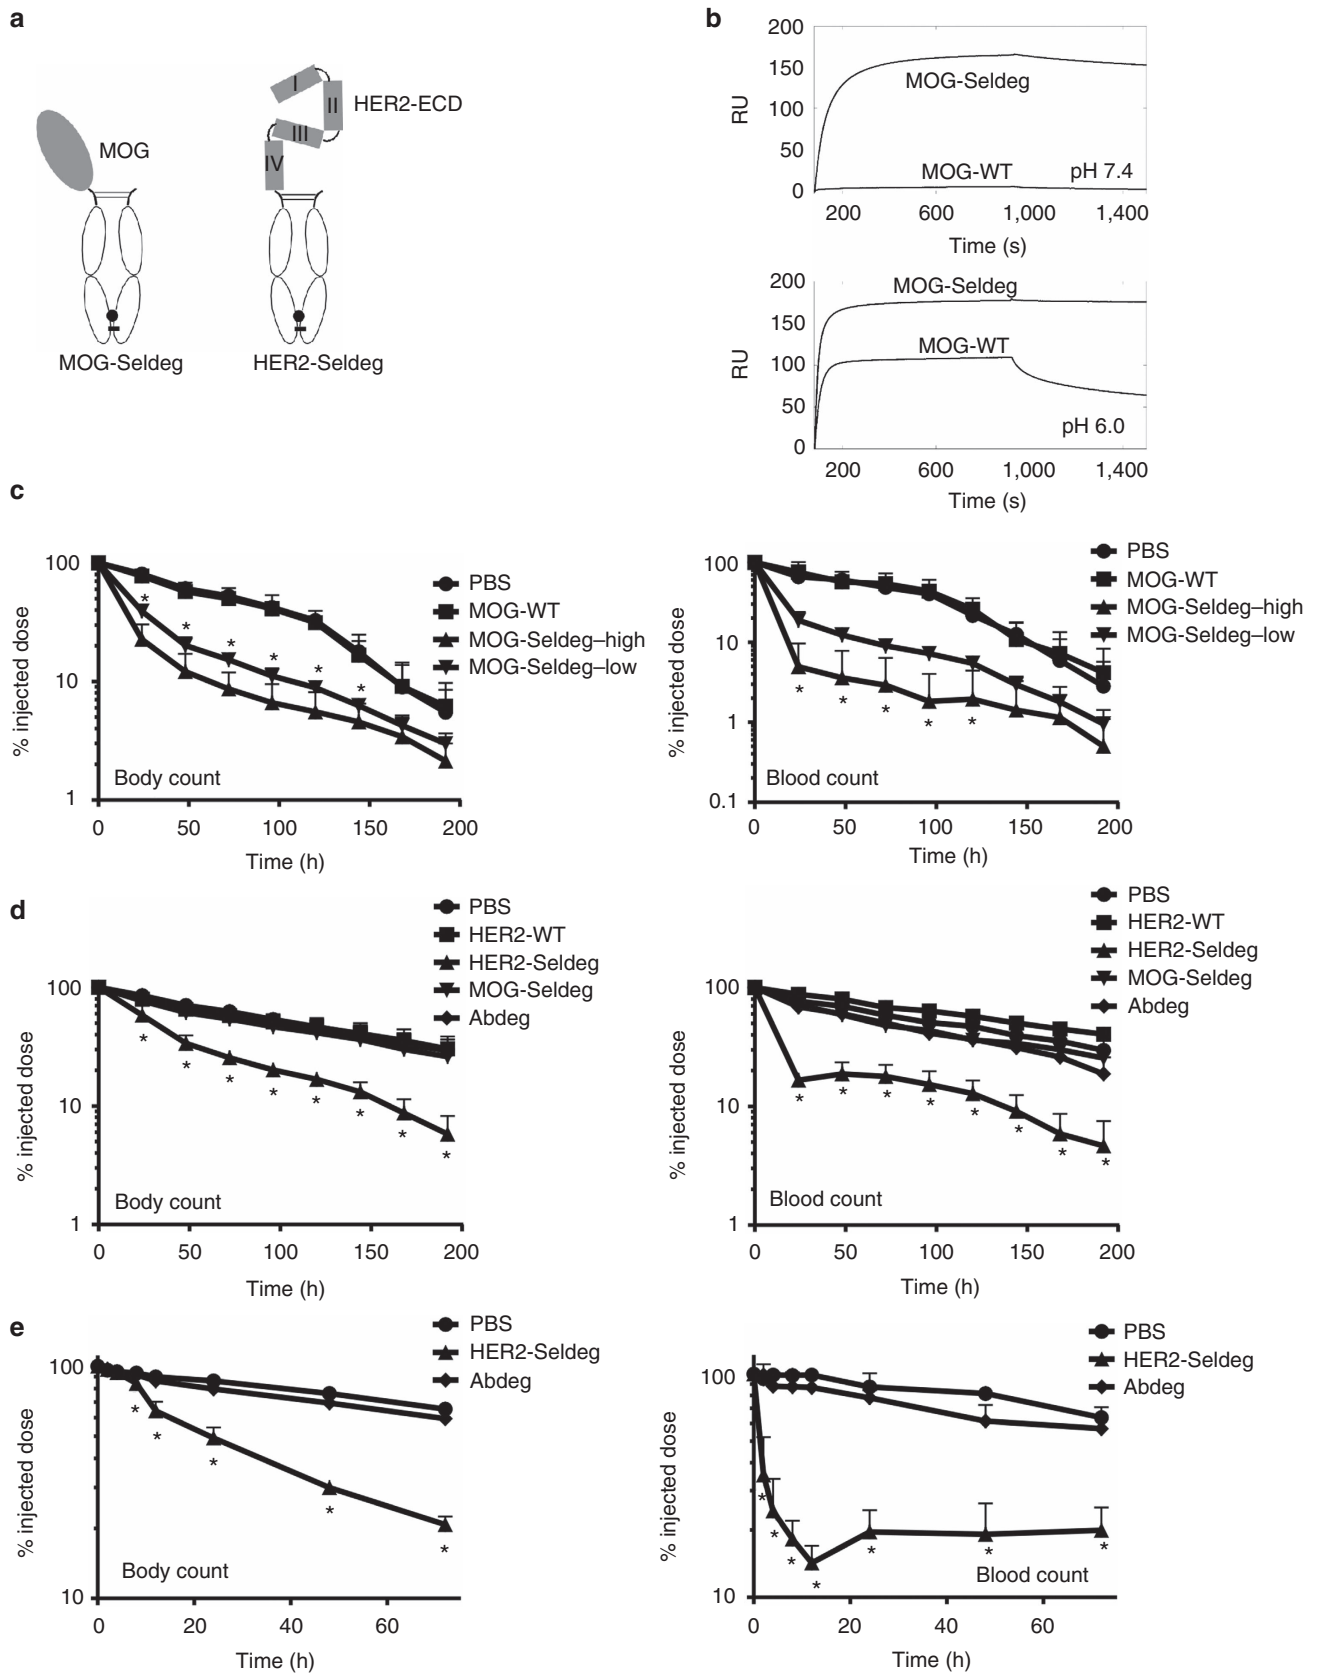 a
I
II
HER2-ECD
III
IV
MOG
MOG-Seldeg
HER2-Seldeg
b
200
150
100
50
0
RU
MOG-Seldeg
MOG-WT
pH 7.4
200 600 1,000 1,400
Time (s)
200
150
100
50
0
RU
MOG-Seldeg
MOG-WT
pH 6.0
200 600 1,000 1,400
Time (s)
c
100
10
1
% injected dose
PBS
MOG-WT
MOG-Seldeg–high
MOG-Seldeg–low
* * * * * *
Body count
0 50 100 150 200
Time (h)
100
10
1
0.1
% injected dose
PBS
MOG-WT
MOG-Seldeg–high
MOG-Seldeg–low
* * * * *
Blood count
0 50 100 150 200
Time (h)
d
100
10
1
% injected dose
PBS
HER2-WT
HER2-Seldeg
MOG-Seldeg
Abdeg
* * * * * * * *
Body count
0 50 100 150 200
Time (h)
100
10
1
% injected dose
PBS
HER2-WT
HER2-Seldeg
MOG-Seldeg
Abdeg
* * * * * * * *
Blood count
0 50 100 150 200
Time (h)
e
100
10
% injected dose
PBS
HER2-Seldeg
Abdeg
* * * * *
Body count
0 20 40 60
Time (h)
100
10
% injected dose
PBS
HER2-Seldeg
Abdeg
* * * * * * *
Blood count
0 20 40 60
Time (h)